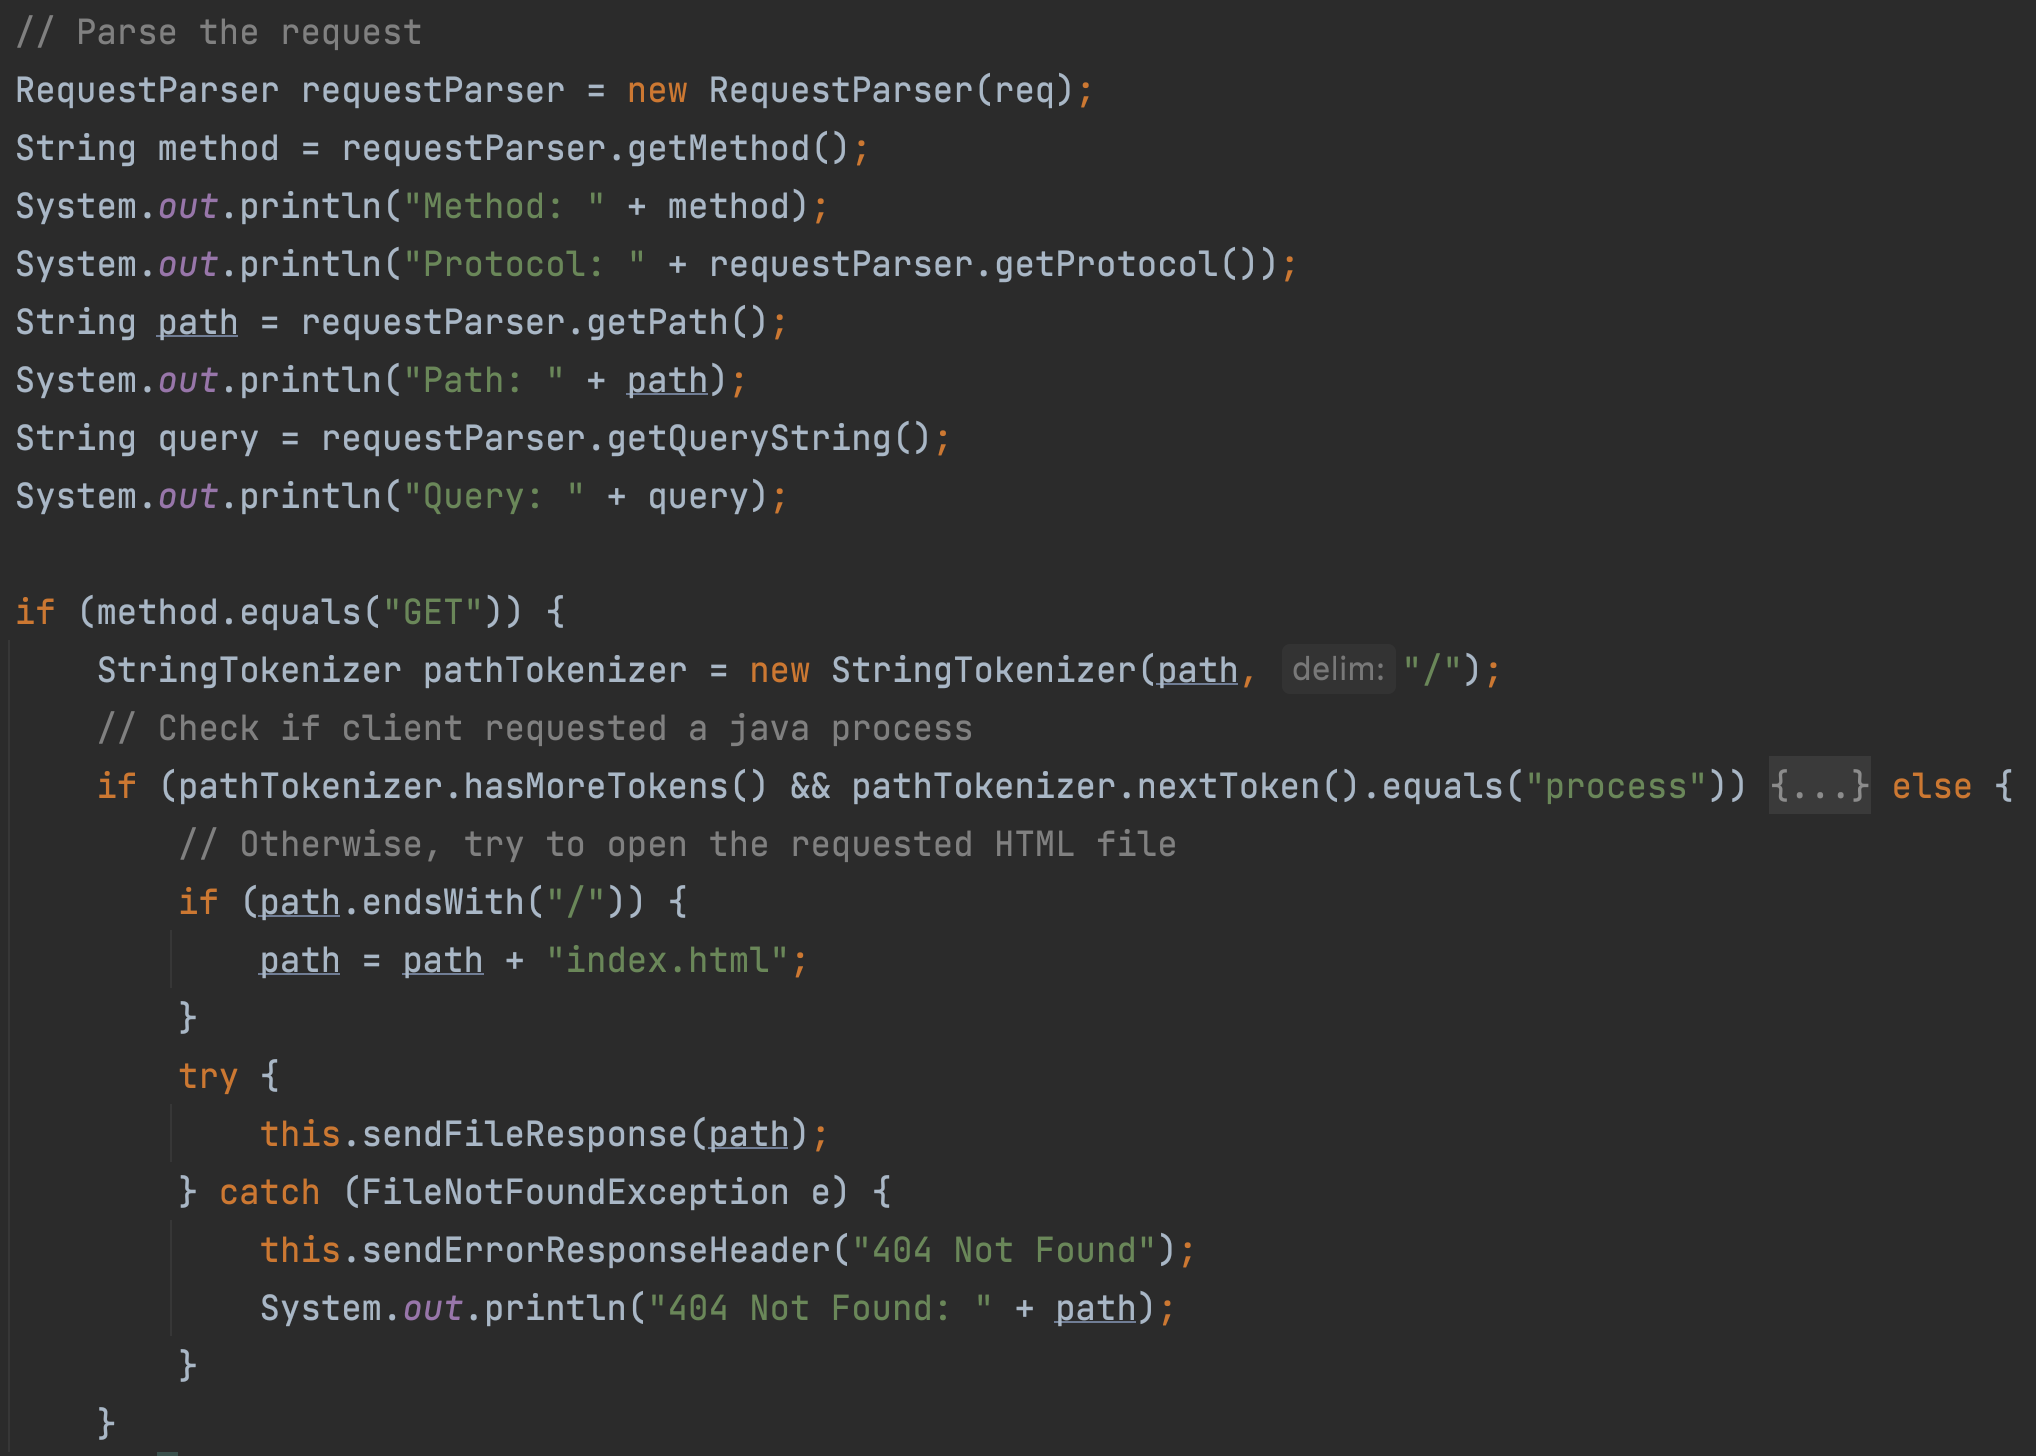 // Parse the request
RequestParser requestParser = new RequestParser(req);
String method = requestParser.getMethod();
System.out.println("Method: " + method);
System.out.println("Protocol: " + requestParser.getProtocol());
String path = requestParser.getPath();
System.out.println("Path: " + path);
String query = requestParser.getQueryString();
System.out.println("Query: " + query);
if (method.equals("GET")) {
StringTokenizer pathTokenizer = new StringTokenizer(path, delim: "/");
// Check if client requested a java process
if (pathTokenizer.hasMoreTokens() && pathTokenizer.nextToken().equals("process")) {...} else {
// Otherwise, try to open the requested HTML file
if (path.endsWith("/")) {
path = path + "index.html";
}
try {
this.sendFileResponse(path);
} catch (FileNotFoundException e) {
this.sendErrorResponseHeader("404 Not Found");
System.out.println("404 Not Found: " + path);
}
}